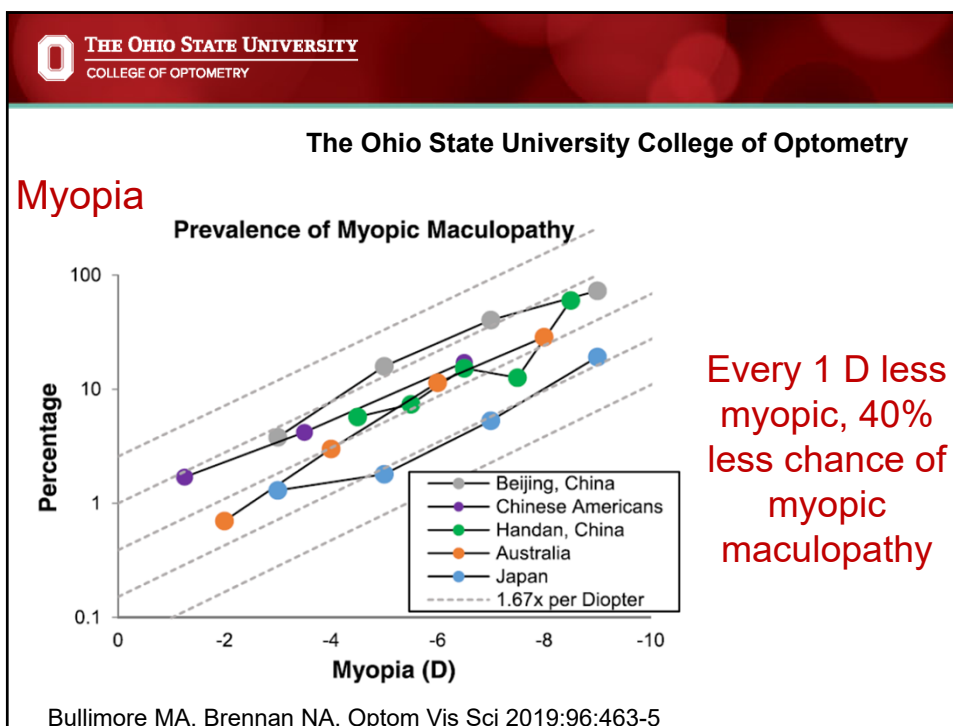 THE OHIO STATE UNIVERSITY
COLLEGE OF OPTOMETRY
The Ohio State University College of Optometry
Myopia
Prevalence of Myopic Maculopathy
100
10
1
0.1
Percentage
0 -2 -4 -6 -8 -10
Myopia (D)
Beijing, China
Chinese Americans
Handan, China
Australia
Japan
1.67x per Diopter
Every 1 D less
myopic, 40%
less chance of
myopic
maculopathy
Bullimore MA, Brennan NA. Optom Vis Sci 2019;96:463-5